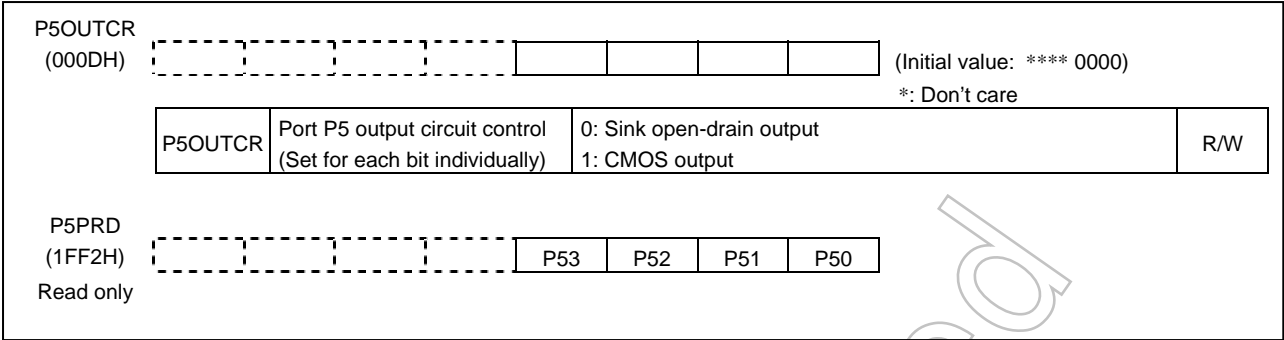 P5OUTCR
(000DH)
(Initial value: **** 0000)
*: Don't care
P5OUTCR
Port P5 output circuit control
(Set for each bit individually)
0: Sink open-drain output
1: CMOS output
R/W
P5PRD
(1FF2H)
Read only
P53 P52 P51 P50